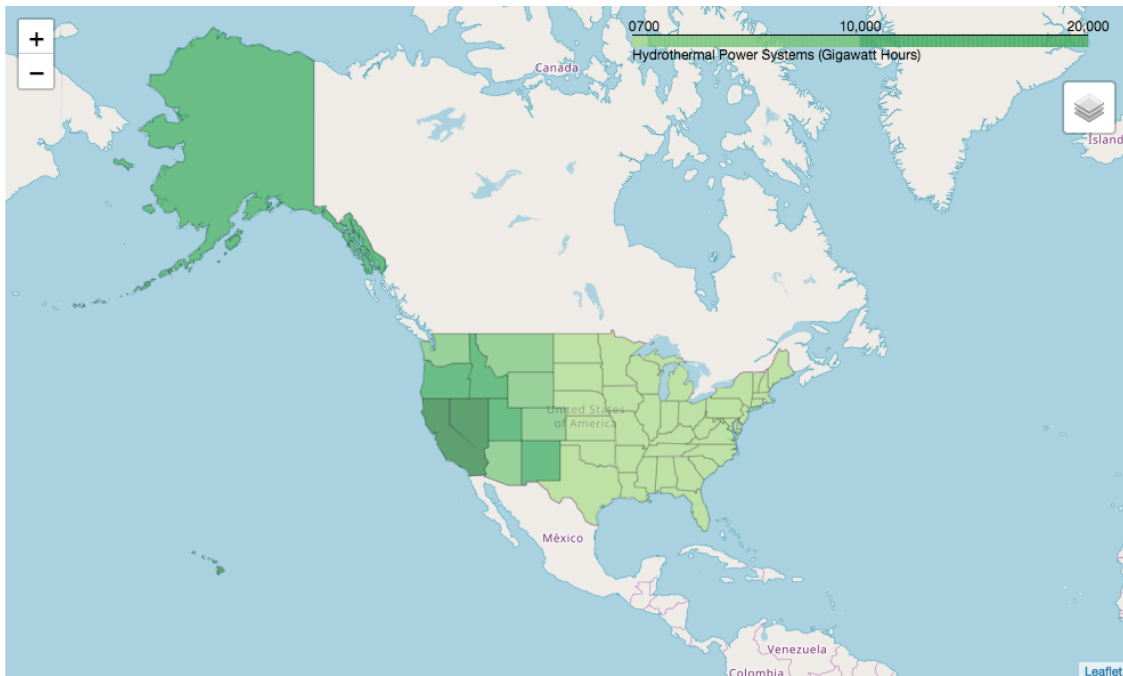 +
−
0700 10,000 20,000
Hydrothermal Power Systems (Gigawatt Hours)
Canada
Ísland
United States
of America
México
Venezuela
Colombia
Leaflet